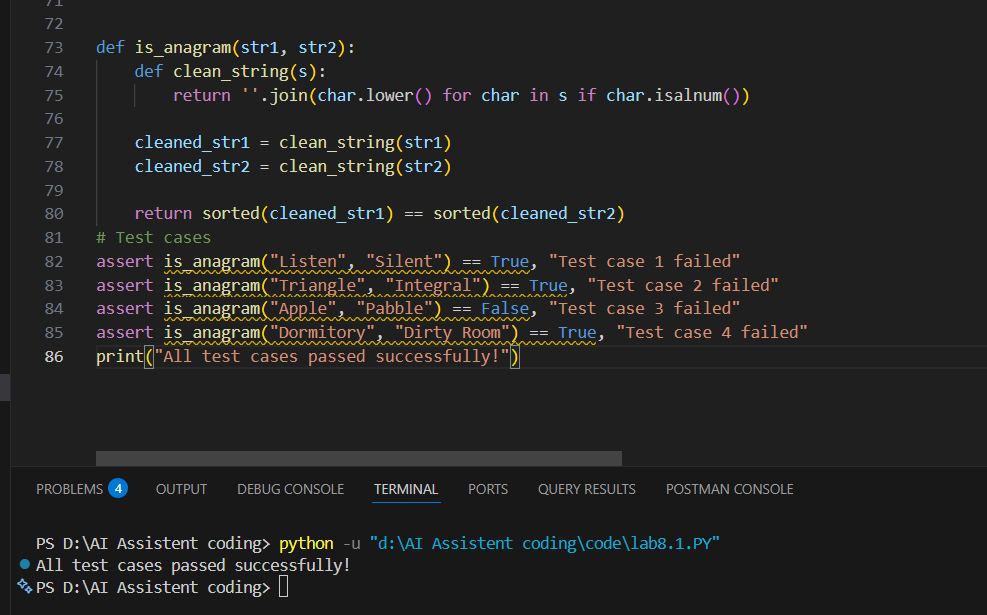 71
72
73 def is_anagram(str1, str2):
74     def clean_string(s):
75         return ''.join(char.lower() for char in s if char.isalnum())
76
77     cleaned_str1 = clean_string(str1)
78     cleaned_str2 = clean_string(str2)
79
80     return sorted(cleaned_str1) == sorted(cleaned_str2)
81 # Test cases
82 assert is_anagram("Listen", "Silent") == True, "Test case 1 failed"
83 assert is_anagram("Triangle", "Integral") == True, "Test case 2 failed"
84 assert is_anagram("Apple", "Pabble") == False, "Test case 3 failed"
85 assert is_anagram("Dormitory", "Dirty Room") == True, "Test case 4 failed"
86 print("All test cases passed successfully!")
PROBLEMS 4 OUTPUT DEBUG CONSOLE TERMINAL PORTS QUERY RESULTS POSTMAN CONSOLE
PS D:\AI Assistent coding> python -u "d:\AI Assistent coding\code\lab8.1.PY"
All test cases passed successfully!
PS D:\AI Assistent coding>